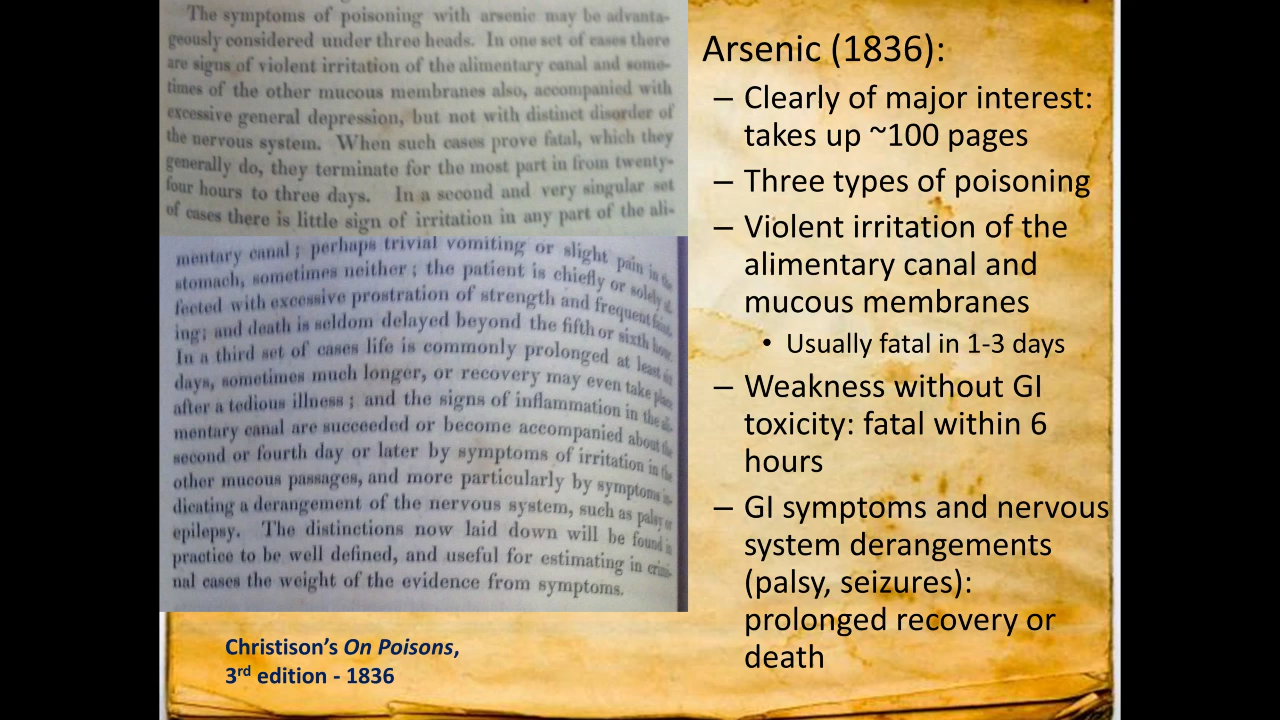 The symptoms of poisoning with arsenic may be advanta-
geously considered under three heads. In one set of cases there
are signs of violent irritation of the alimentary canal and some-
times of the other mucous membranes also, accompanied with
excessive general depression, but not with distinct disorder of
the nervous system. When such cases prove fatal, which they
generally do, they terminate for the most part in from twenty-
four hours to three days. In a second and very singular set
of cases there is little sign of irritation in any part of the ali-
mentary canal; perhaps trivial vomiting or slight pain in the
stomach, sometimes neither; the patient is chiefly or solely
fected with excessive prostration of strength and frequent
ing; and death is seldom delayed beyond the fifth or sixth hour.
In a third set of cases life is commonly prolonged at least
days, sometimes much longer, or recovery may even take place
after a tedious illness; and the signs of inflammation in the
mentary canal are succeeded or become accompanied about the
second or fourth day or later by symptoms of irritation in the
other mucous passages, and more particularly by symptoms
dicating a derangement of the nervous system, such as palsy or
epilepsy. The distinctions now laid down will be found in
practice to be well defined, and useful for estimating in crimi-
nal cases the weight of the evidence from symptoms.
Christison's On Poisons,
3rd edition - 1836
Arsenic (1836):
– Clearly of major interest:
takes up ~100 pages
– Three types of poisoning
– Violent irritation of the
alimentary canal and
mucous membranes
• Usually fatal in 1-3 days
– Weakness without GI
toxicity: fatal within 6
hours
– GI symptoms and nervous
system derangements
(palsy, seizures):
prolonged recovery or
death